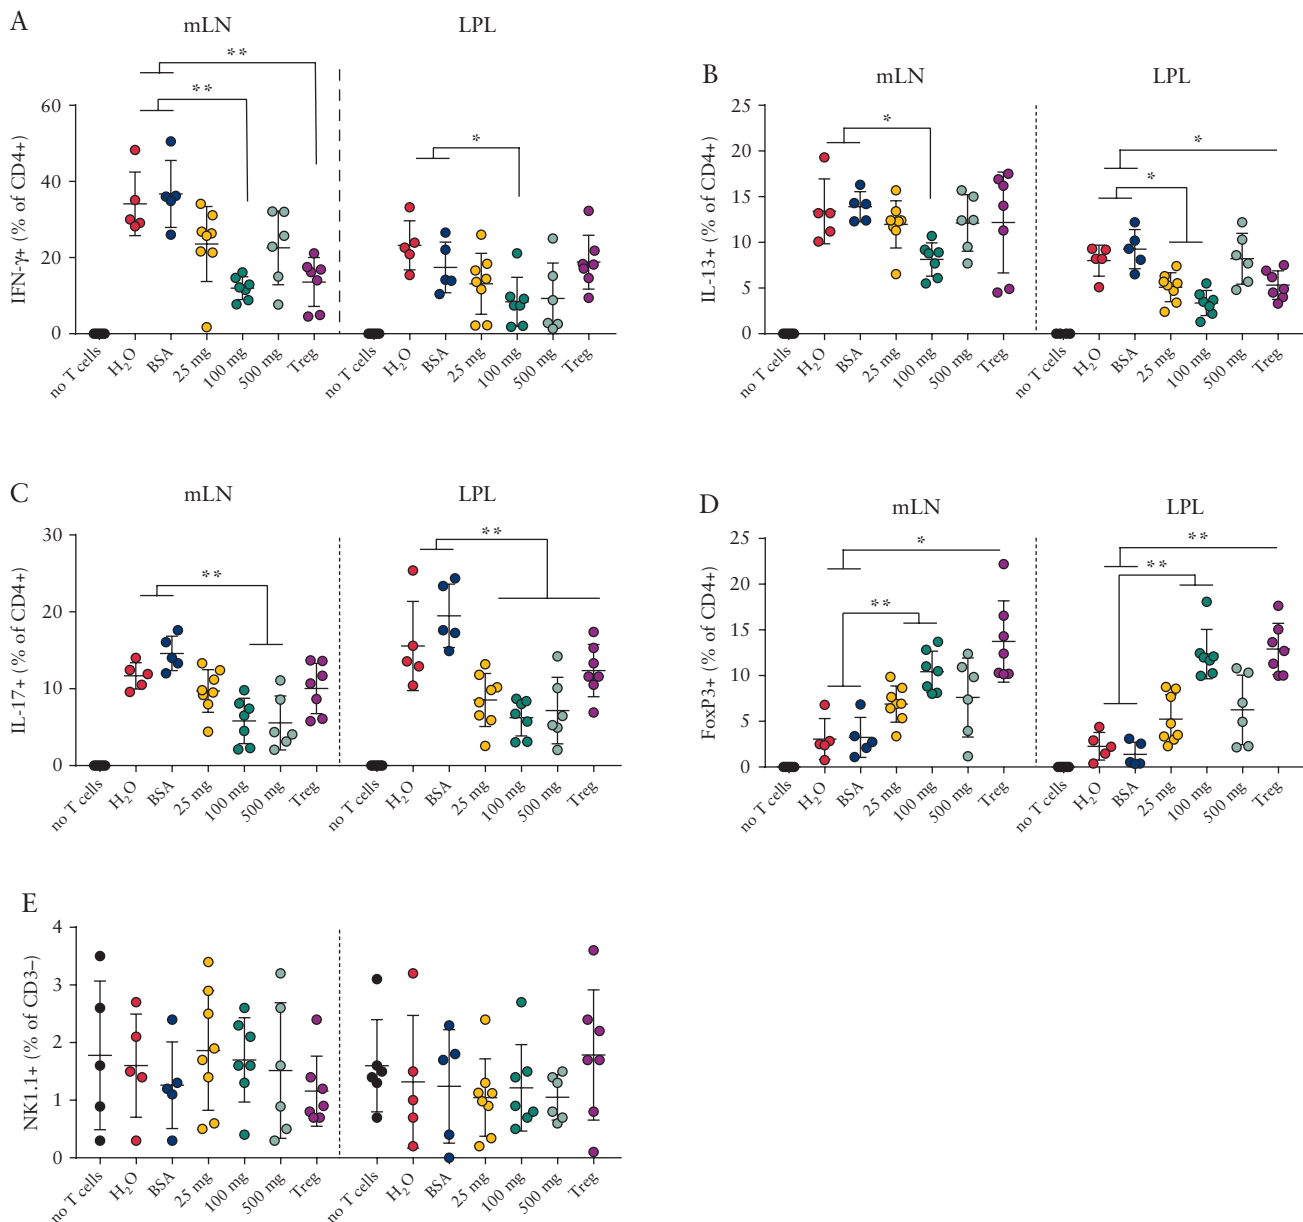 A
mLN
LPL
**
**
*
IFN-γ+ (% of CD4+)
60
40
20
0
no T cells
H₂O
BSA
25 mg
100 mg
500 mg
Treg
no T cells
H₂O
BSA
25 mg
100 mg
500 mg
Treg
B
mLN
LPL
*
*
*
IL-13+ (% of CD4+)
25
20
15
10
5
0
no T cells
H₂O
BSA
25 mg
100 mg
500 mg
Treg
no T cells
H₂O
BSA
25 mg
100 mg
500 mg
Treg
C
mLN
LPL
**
**
IL-17+ (% of CD4+)
30
20
10
0
no T cells
H₂O
BSA
25 mg
100 mg
500 mg
Treg
no T cells
H₂O
BSA
25 mg
100 mg
500 mg
Treg
D
mLN
LPL
*
**
**
**
FoxP3+ (% of CD4+)
25
20
15
10
5
0
no T cells
H₂O
BSA
25 mg
100 mg
500 mg
Treg
no T cells
H₂O
BSA
25 mg
100 mg
500 mg
Treg
E
NK1.1+ (% of CD3–)
4
3
2
1
0
no T cells
H₂O
BSA
25 mg
100 mg
500 mg
Treg
no T cells
H₂O
BSA
25 mg
100 mg
500 mg
Treg